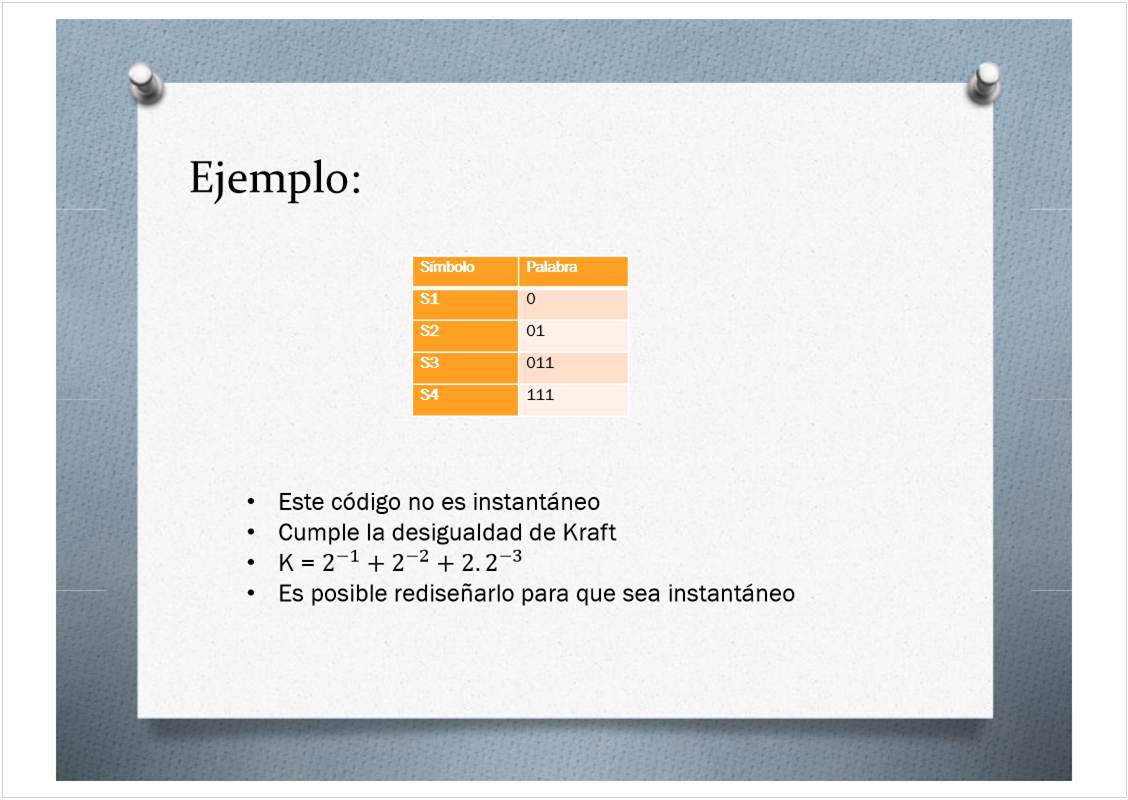 Ejemplo:
Símbolo Palabra
S1 0
S2 01
S3 011
S4 111
• Este código no es instantáneo
• Cumple la desigualdad de Kraft
• K = 2⁻¹ + 2⁻² + 2. 2⁻³
• Es posible rediseñarlo para que sea instantáneo